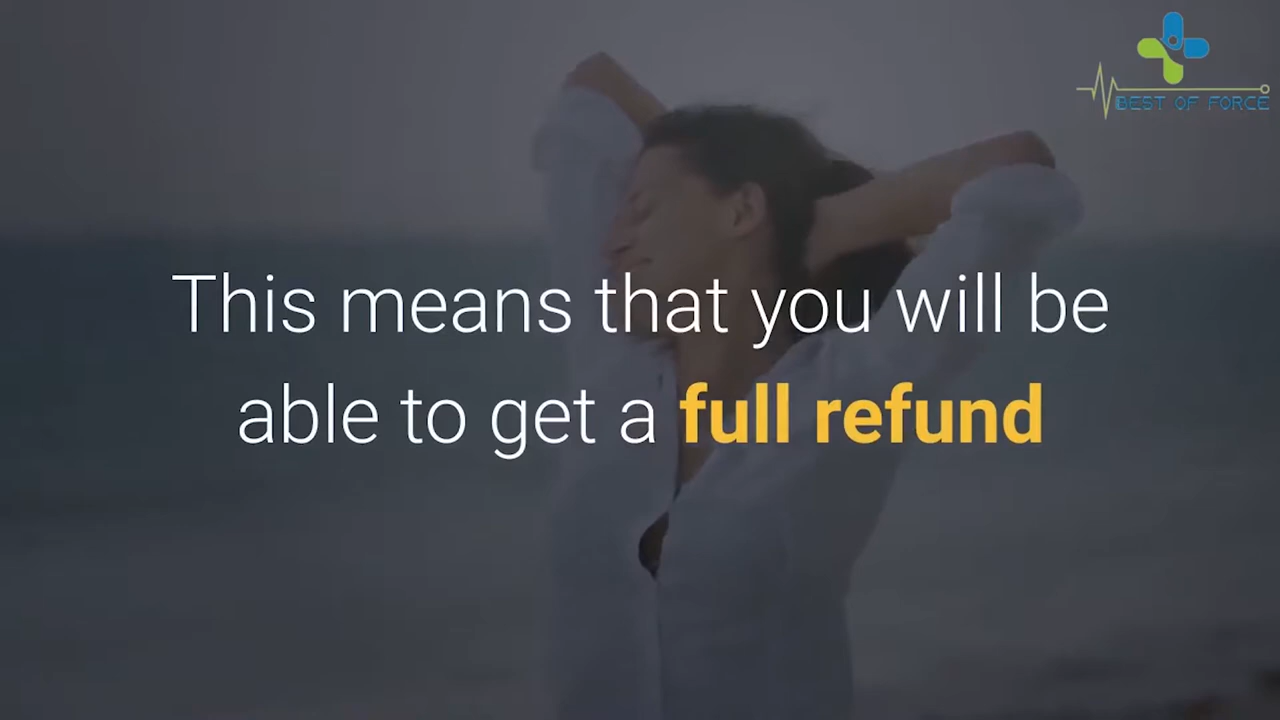 BEST OF FORCE
This means that you will be
able to get a full refund